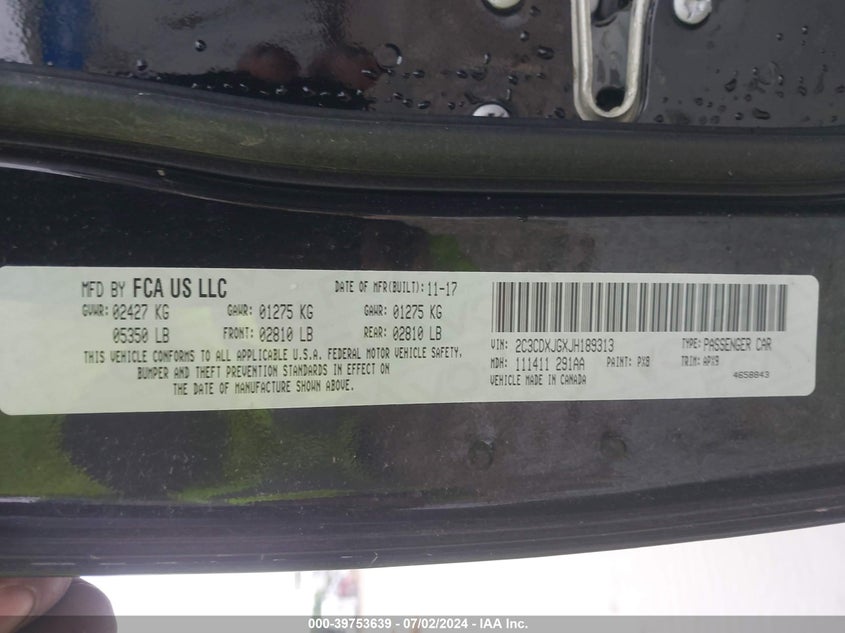 MFD BY FCA US LLC
DATE OF MFR(BUILT): 11-17
GVWR: 02427 KG GAWR: 01275 KG GAWR: 01275 KG
05350 LB FRONT: 02810 LB REAR: 02810 LB
THIS VEHICLE CONFORMS TO ALL APPLICABLE U.S.A. FEDERAL MOTOR VEHICLE SAFETY,
BUMPER AND THEFT PREVENTION STANDARDS IN EFFECT ON
THE DATE OF MANUFACTURE SHOWN ABOVE.
VIN: 2C3CDXJGXJH189313 TYPE: PASSENGER CAR
MDH: 111411 291AA PAINT: PX8 TRIM: APX9
VEHICLE MADE IN CANADA 4658843
000-39753639 - 07/02/2024 - IAA Inc.